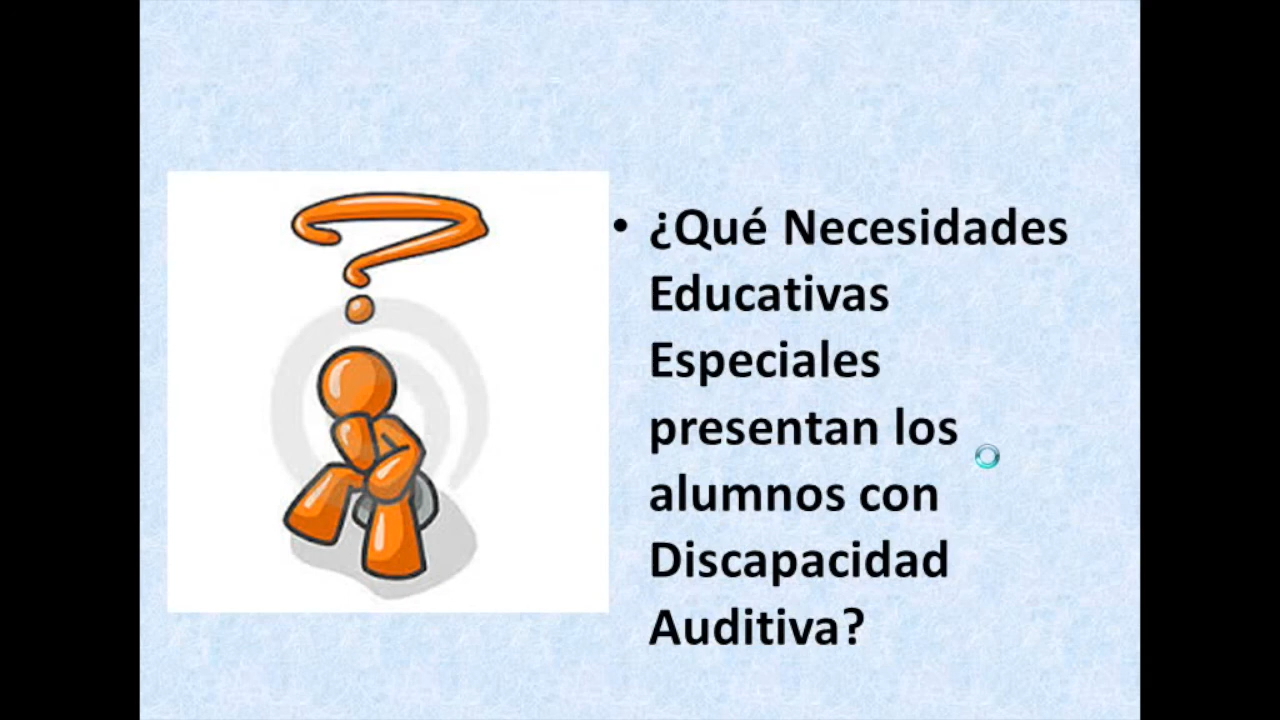 • ¿Qué Necesidades
Educativas
Especiales
presentan los
alumnos con
Discapacidad
Auditiva?